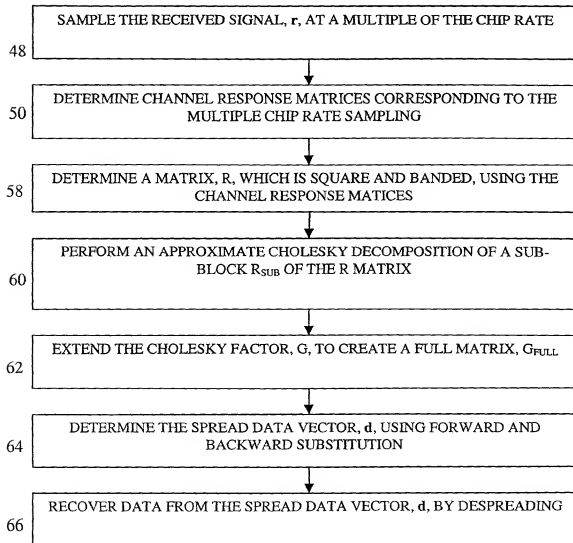 SAMPLE THE RECEIVED SIGNAL, r, AT A MULTIPLE OF THE CHIP RATE
48
DETERMINE CHANNEL RESPONSE MATRICES CORRESPONDING TO THE
MULTIPLE CHIP RATE SAMPLING
50
DETERMINE A MATRIX, R, WHICH IS SQUARE AND BANDED, USING THE
CHANNEL RESPONSE MATICES
58
PERFORM AN APPROXIMATE CHOLESKY DECOMPOSITION OF A SUB-
BLOCK RSUB OF THE R MATRIX
60
EXTEND THE CHOLESKY FACTOR, G, TO CREATE A FULL MATRIX, GFULL
62
DETERMINE THE SPREAD DATA VECTOR, d, USING FORWARD AND
BACKWARD SUBSTITUTION
64
RECOVER DATA FROM THE SPREAD DATA VECTOR, d, BY DESPREADING
66